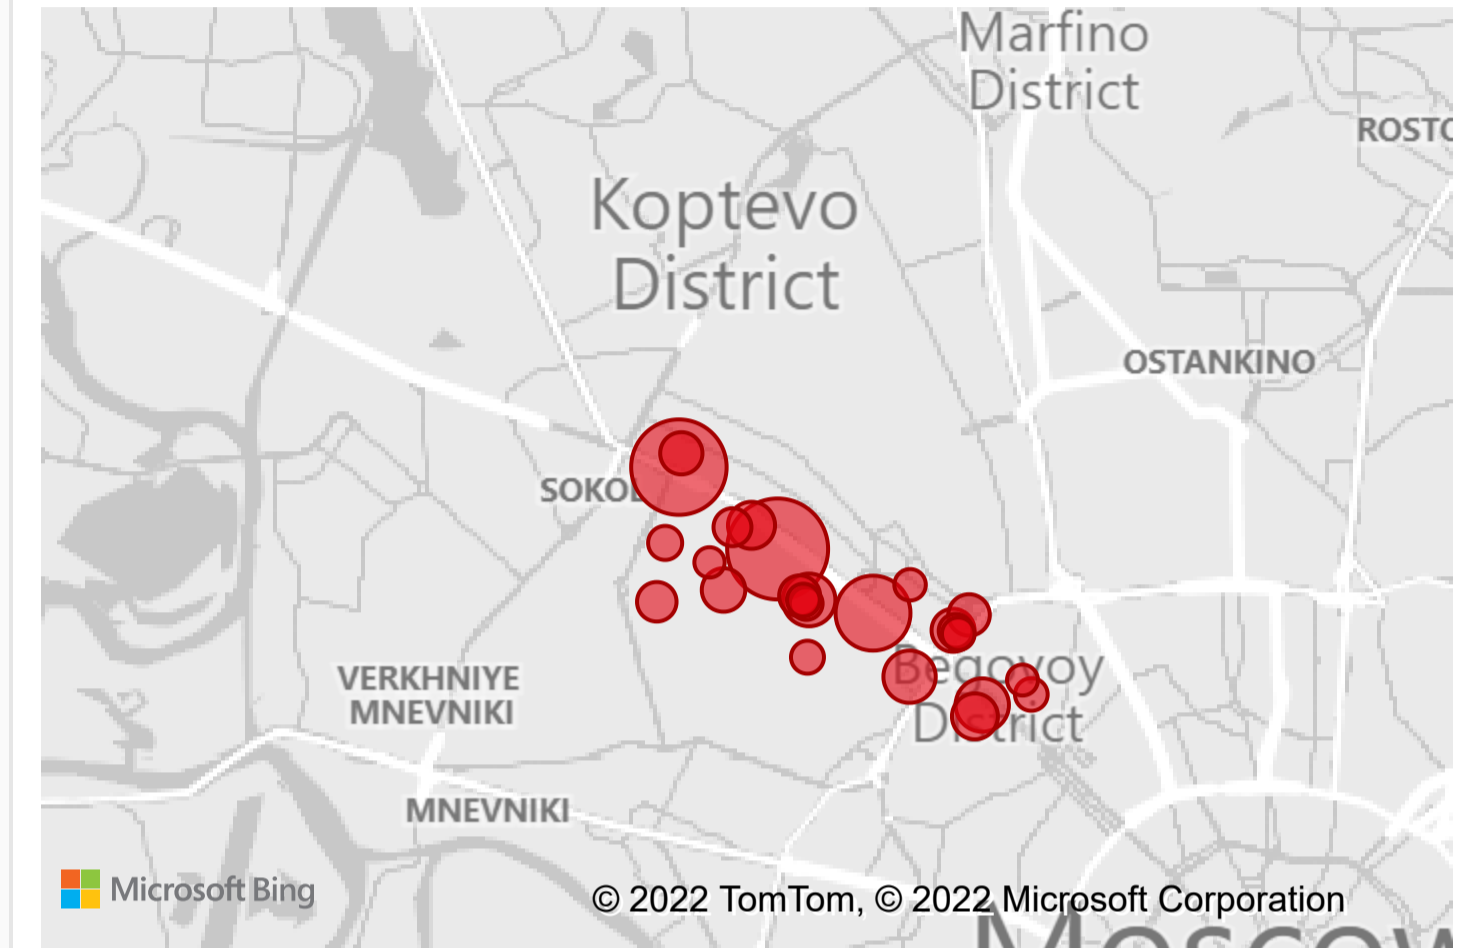 Marfino
District
ROSTO
Koptevo
District
OSTANKINO
SOKOL
Begovoy
District
VERKHNIYE
MNEVNIKI
MNEVNIKI
Microsoft Bing
© 2022 TomTom, © 2022 Microsoft Corporation
Moscow